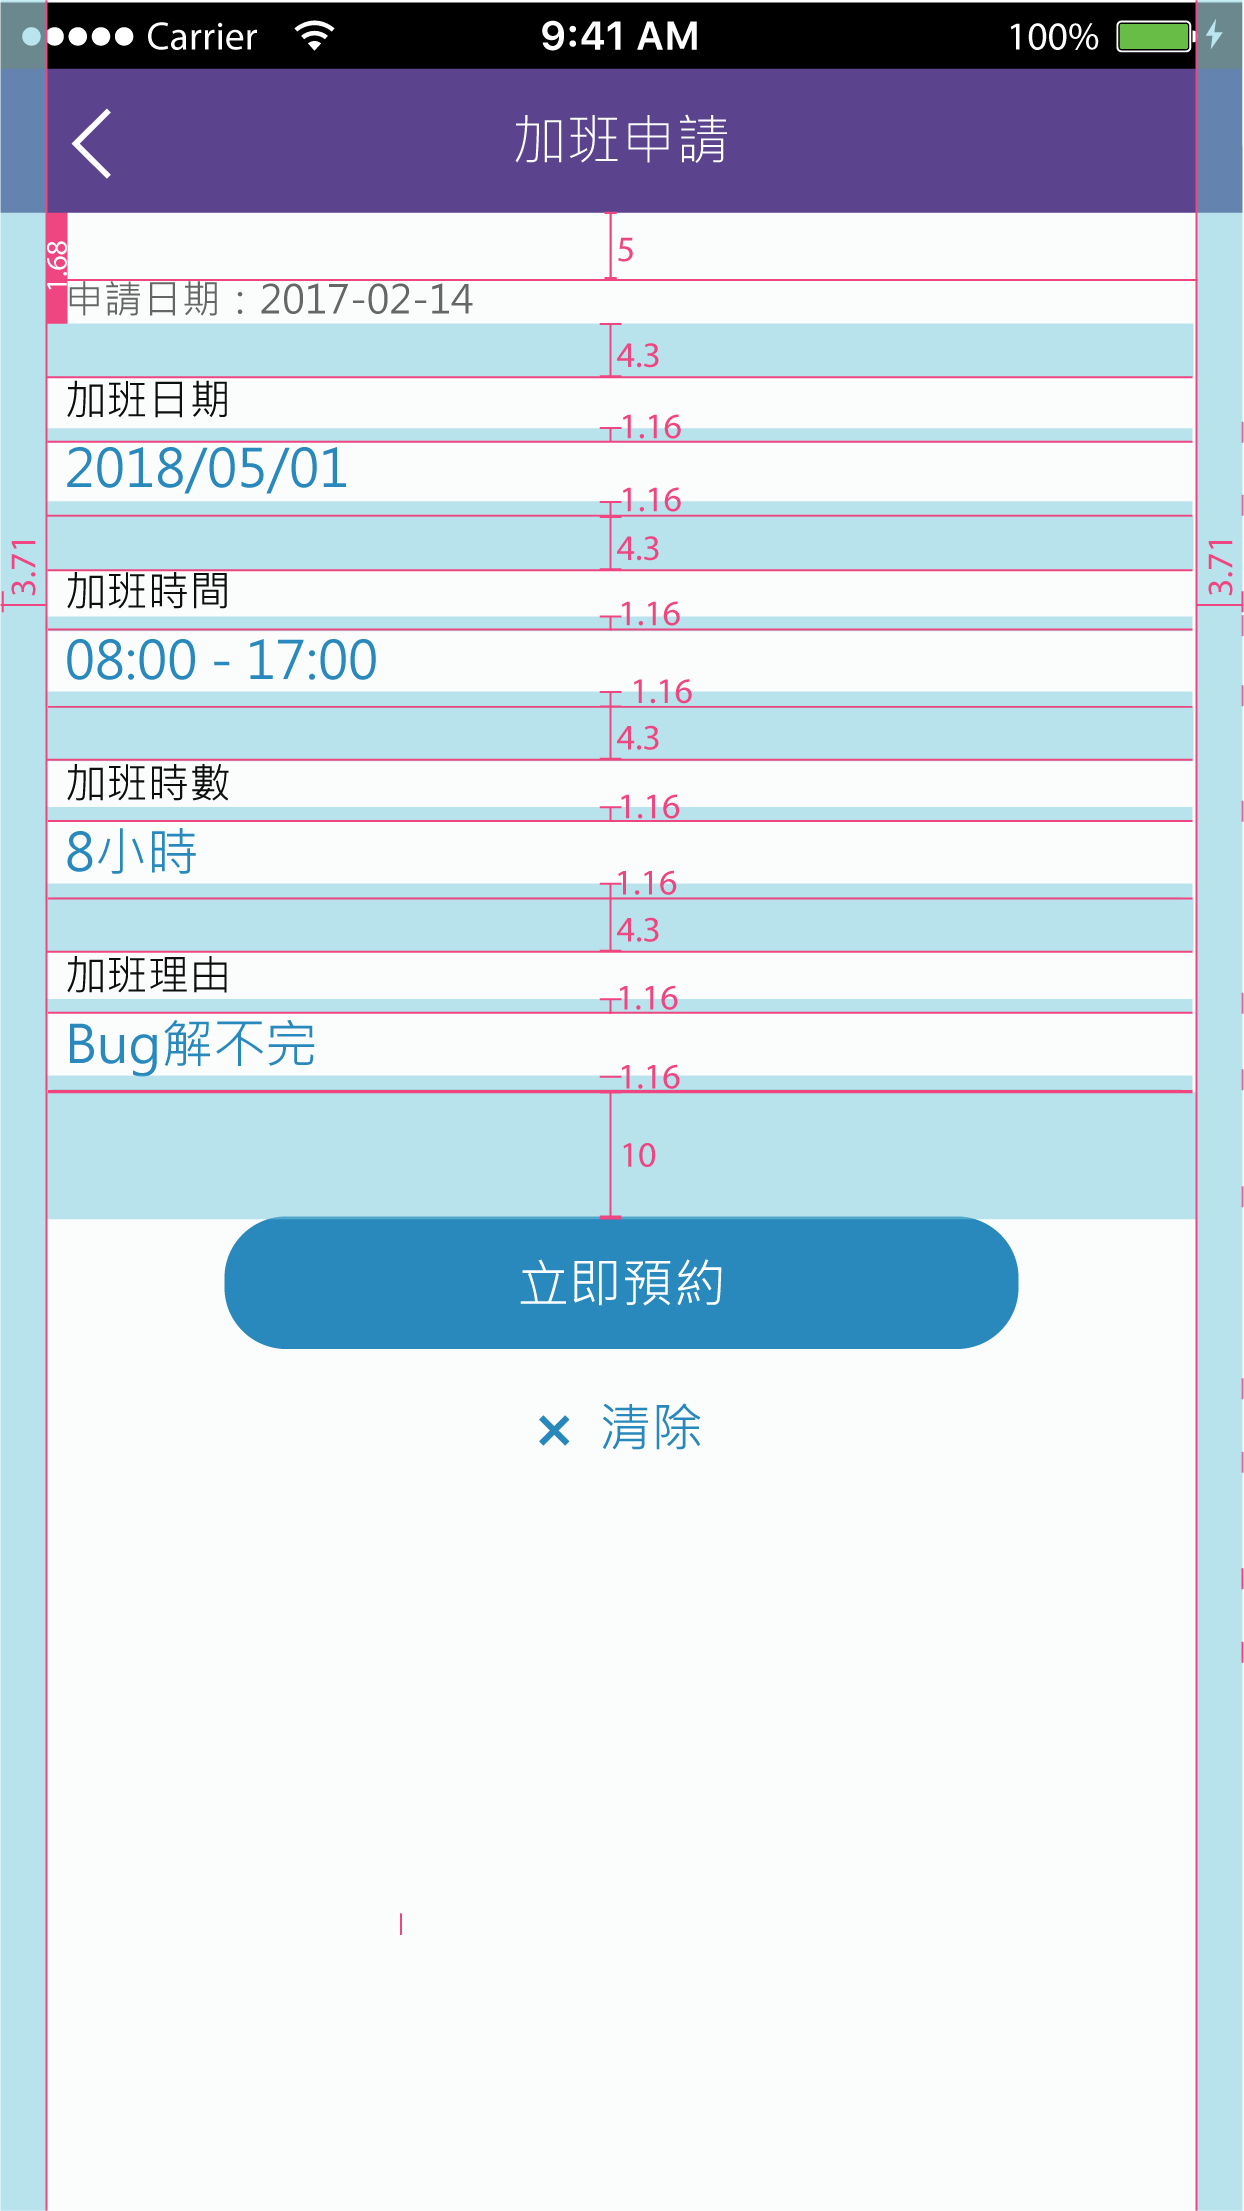 Carrier 9:41 AM 100%
加班申請
5
1.68
申請日期：2017-02-14
4.3
加班日期
1.16
2018/05/01
1.16
4.3
3.71
3.71
加班時間
1.16
08:00 - 17:00
1.16
4.3
加班時數
1.16
8小時
1.16
4.3
加班理由
1.16
Bug解不完
1.16
10
立即預約
× 清除